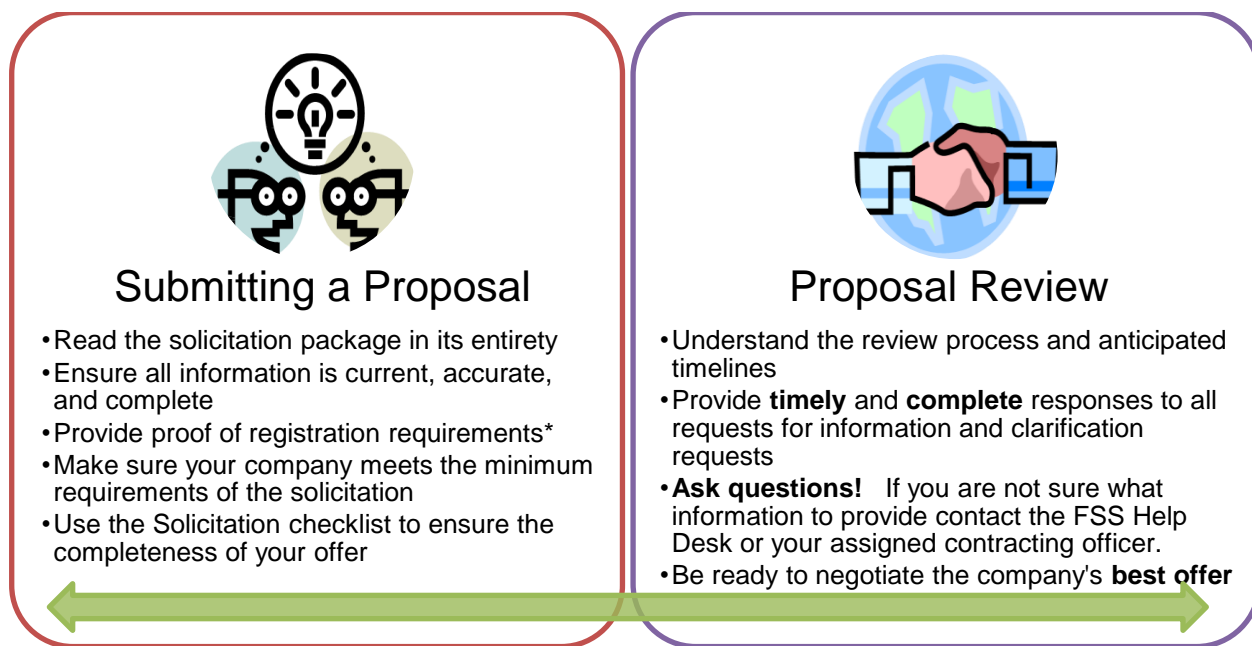 Submitting a Proposal
•Read the solicitation package in its entirety
•Ensure all information is current, accurate,
and complete
•Provide proof of registration requirements*
•Make sure your company meets the minimum
requirements of the solicitation
•Use the Solicitation checklist to ensure the
completeness of your offer
Proposal Review
•Understand the review process and anticipated
timelines
•Provide timely and complete responses to all
requests for information and clarification
requests
•Ask questions! If you are not sure what
information to provide contact the FSS Help
Desk or your assigned contracting officer.
•Be ready to negotiate the company's best offer